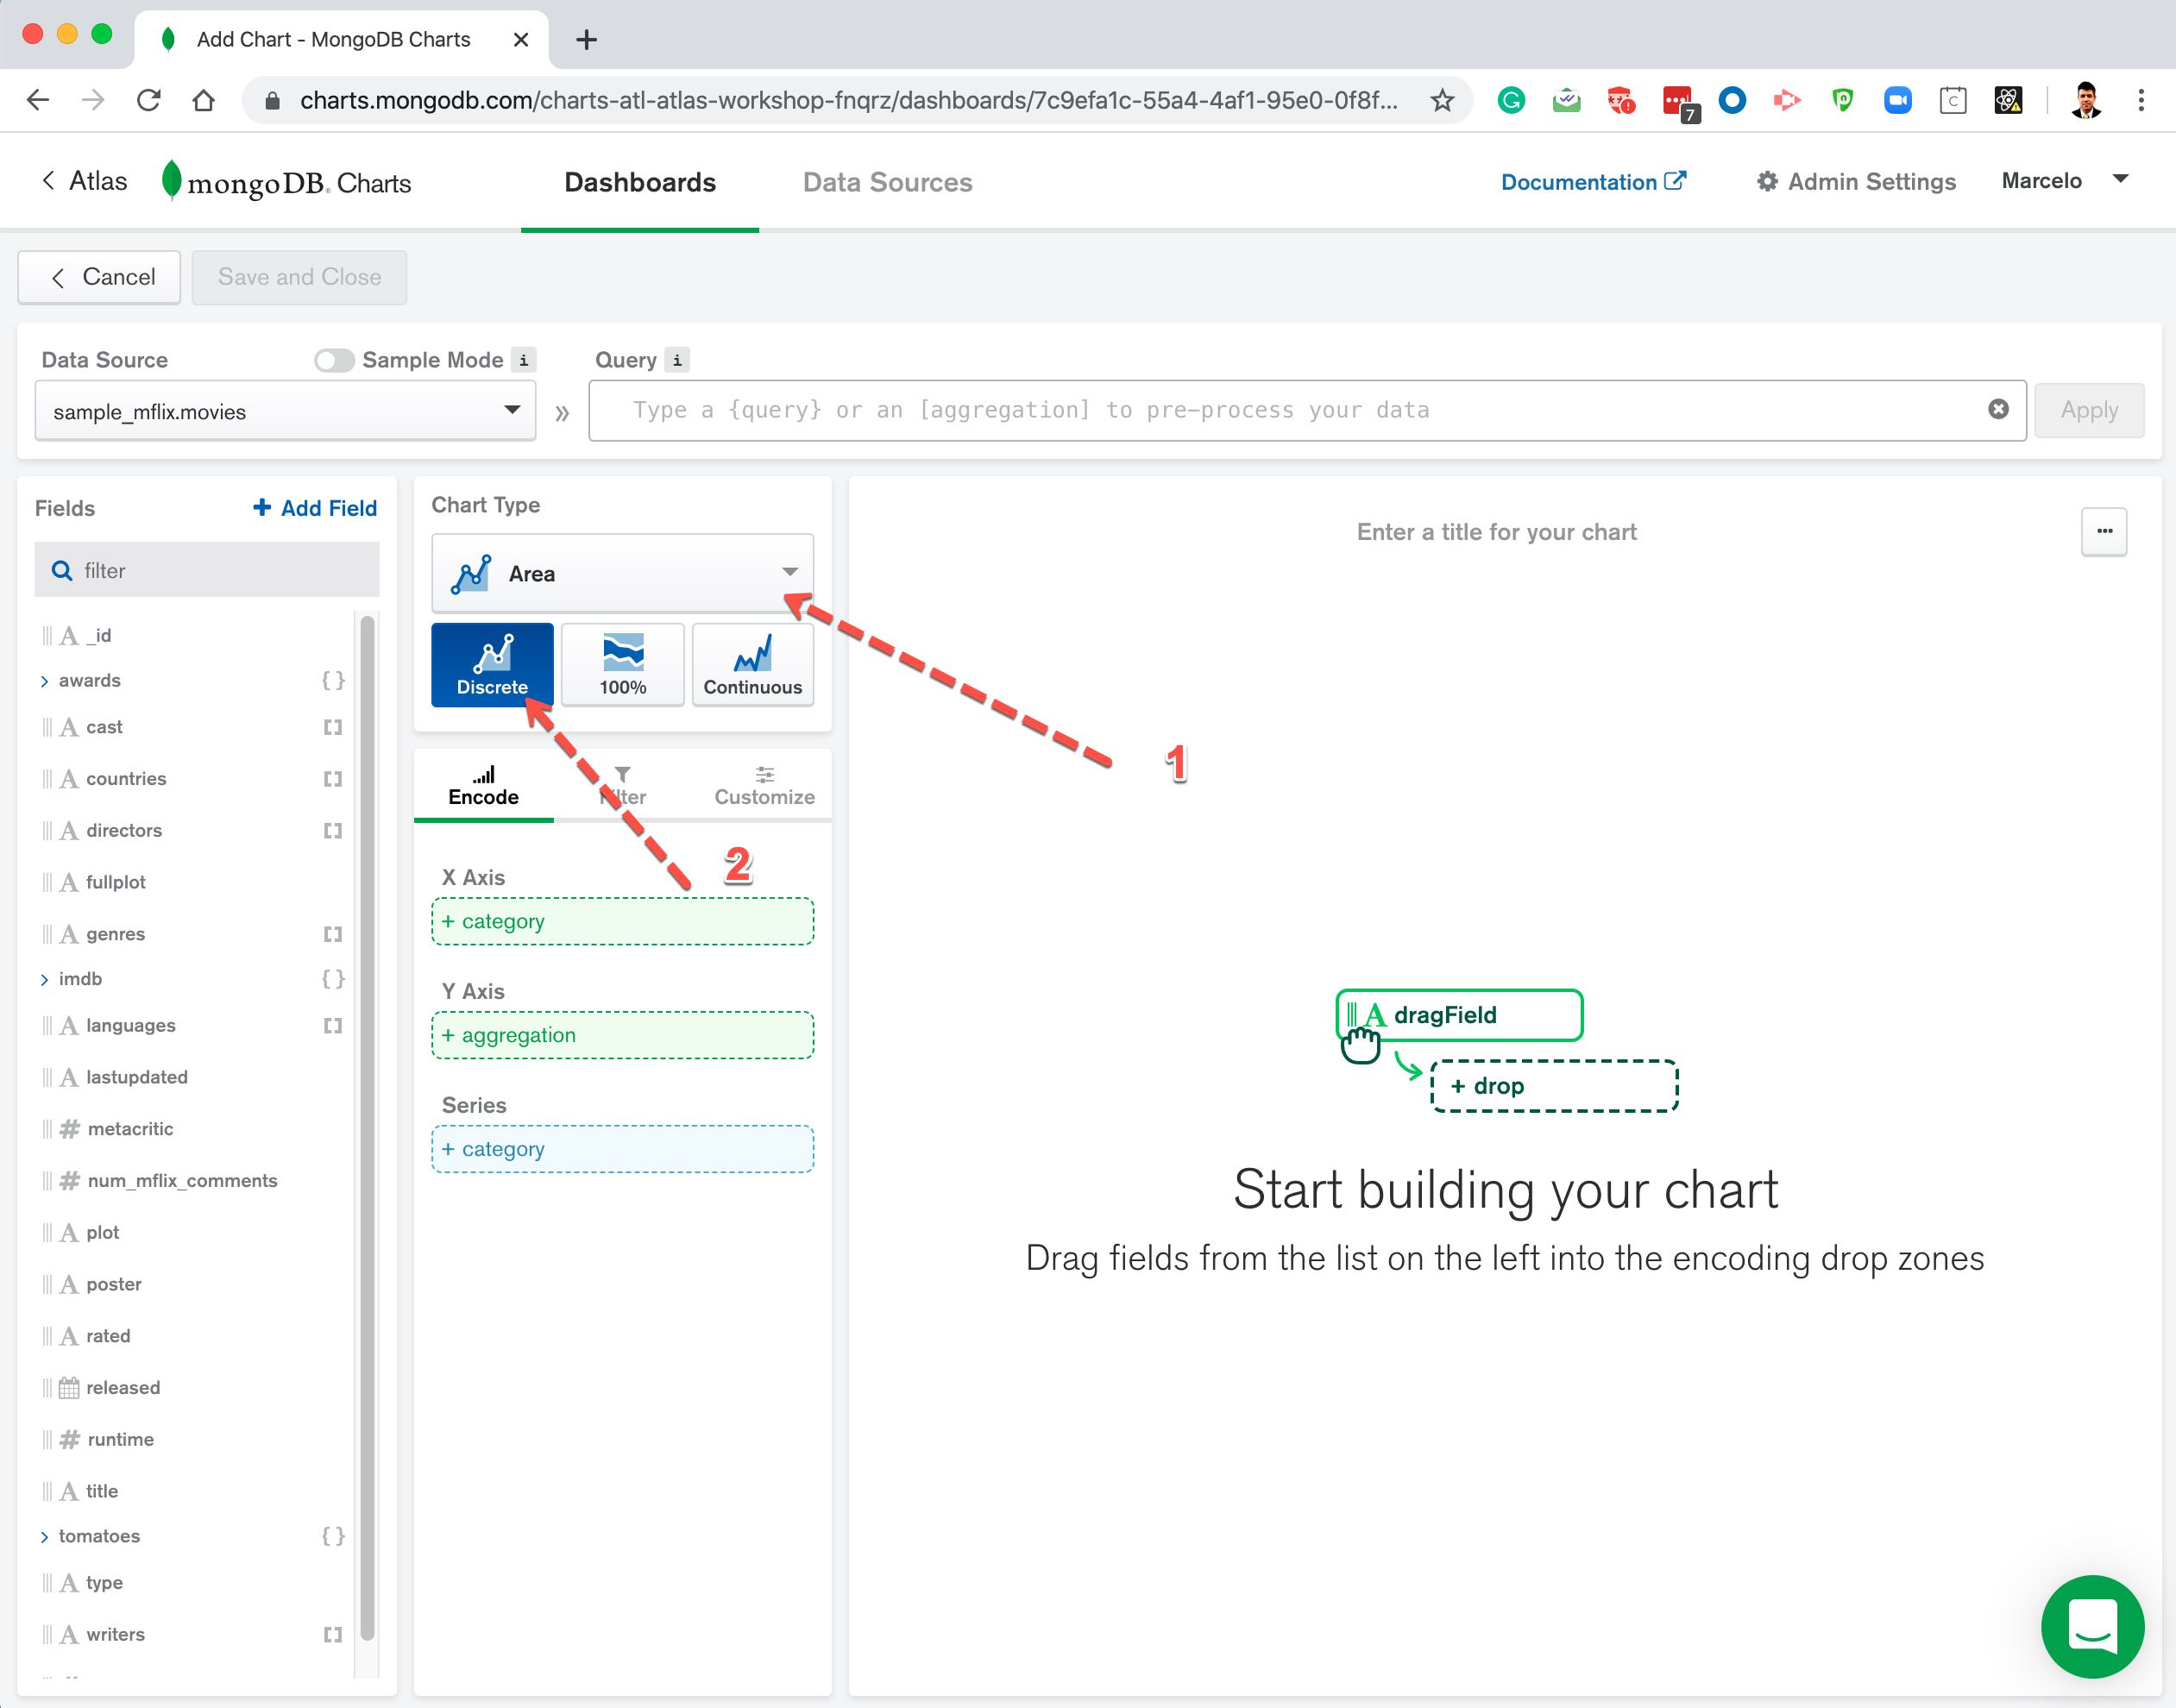 Add Chart - MongoDB Charts
charts.mongodb.com/charts-atl-atlas-workshop-fnqrz/dashboards/7c9efa1c-55a4-4af1-95e0-0f8f...
7
C
Atlas
mongoDB. Charts
Dashboards
Data Sources
Documentation
Admin Settings
Marcelo
Cancel
Save and Close
Data Source
Sample Mode i
Query i
sample_mflix.movies
»
Type a {query} or an [aggregation] to pre-process your data
Apply
Fields
+ Add Field
filter
A _id
awards { }
A cast [ ]
A countries [ ]
A directors [ ]
A fullplot
A genres [ ]
imdb { }
A languages [ ]
A lastupdated
# metacritic
# num_mflix_comments
A plot
A poster
A rated
released
# runtime
A title
tomatoes { }
A type
A writers [ ]
Chart Type
Area
Discrete
100%
Continuous
1
Encode
Filter
Customize
2
X Axis
+ category
Y Axis
+ aggregation
Series
+ category
Enter a title for your chart
...
A dragField
+ drop
Start building your chart
Drag fields from the list on the left into the encoding drop zones